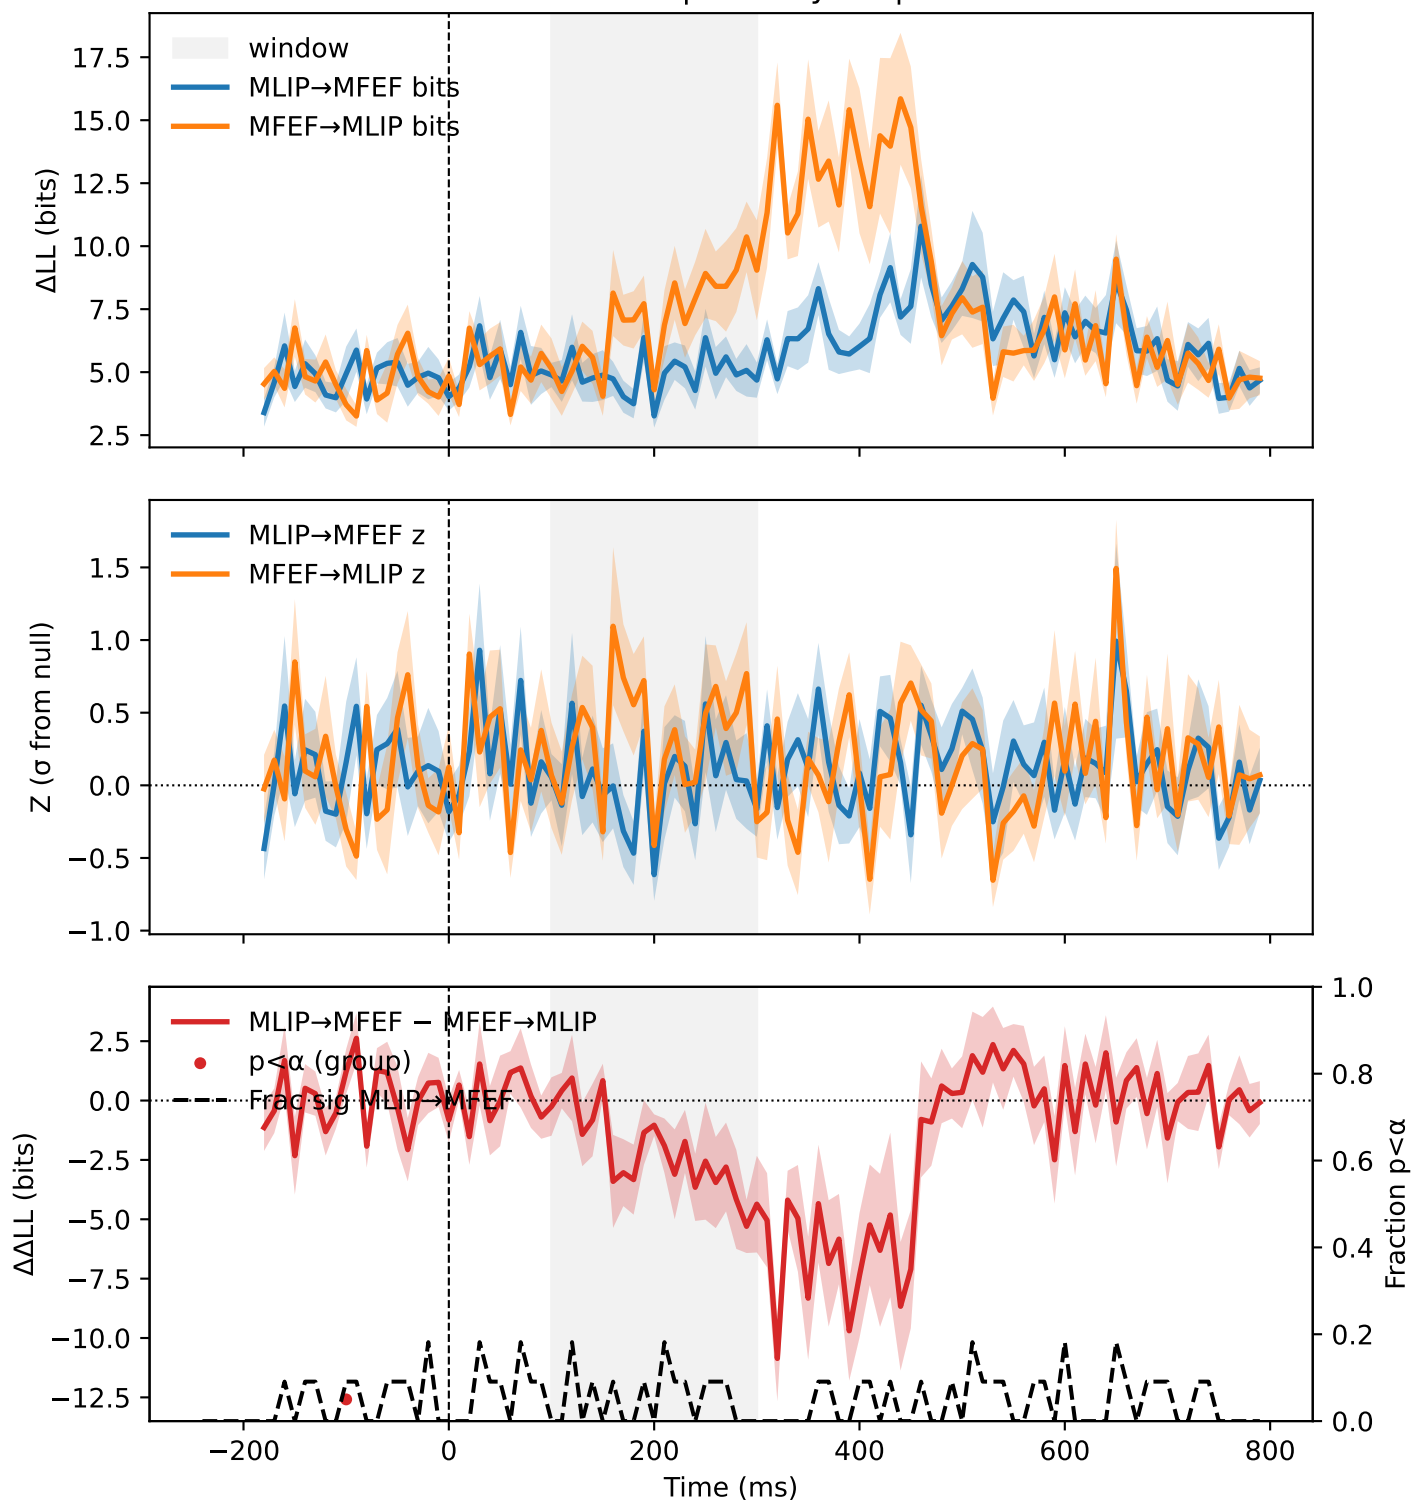 window
MLIP→MFEF bits
MFEF→MLIP bits
ΔLL (bits)
17.5
15.0
12.5
10.0
7.5
5.0
2.5
MLIP→MFEF z
MFEF→MLIP z
Z (σ from null)
1.5
1.0
0.5
0.0
−0.5
−1.0
MLIP→MFEF − MFEF→MLIP
p<α (group)
Frac sig MLIP→MFEF
ΔΔLL (bits)
2.5
0.0
−2.5
−5.0
−7.5
−10.0
−12.5
1.0
0.8
0.6
0.4
0.2
0.0
Fraction p<α
−200
0
200
400
600
800
Time (ms)